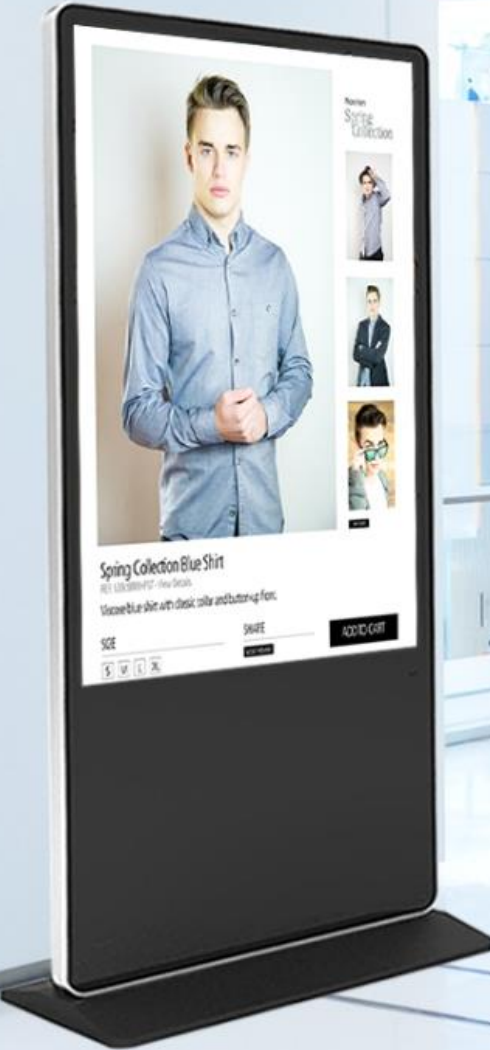 Spring
Collection
Spring Collection Blue Shirt
Viscose blue shirt with classic collar and button-up front.
SIZE
SHARE
ADD TO CART
S M L XL